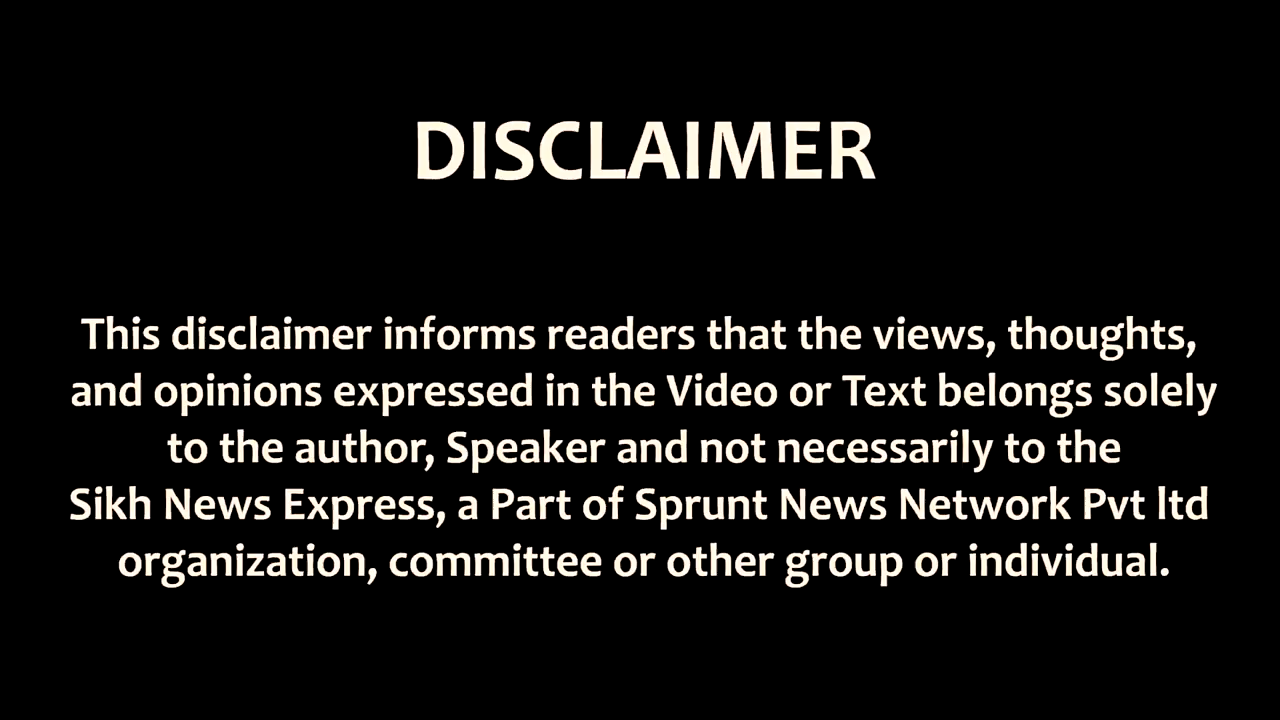 DISCLAIMER
This disclaimer informs readers that the views, thoughts,
and opinions expressed in the Video or Text belongs solely
to the author, Speaker and not necessarily to the
Sikh News Express, a Part of Sprunt News Network Pvt ltd
organization, committee or other group or individual.